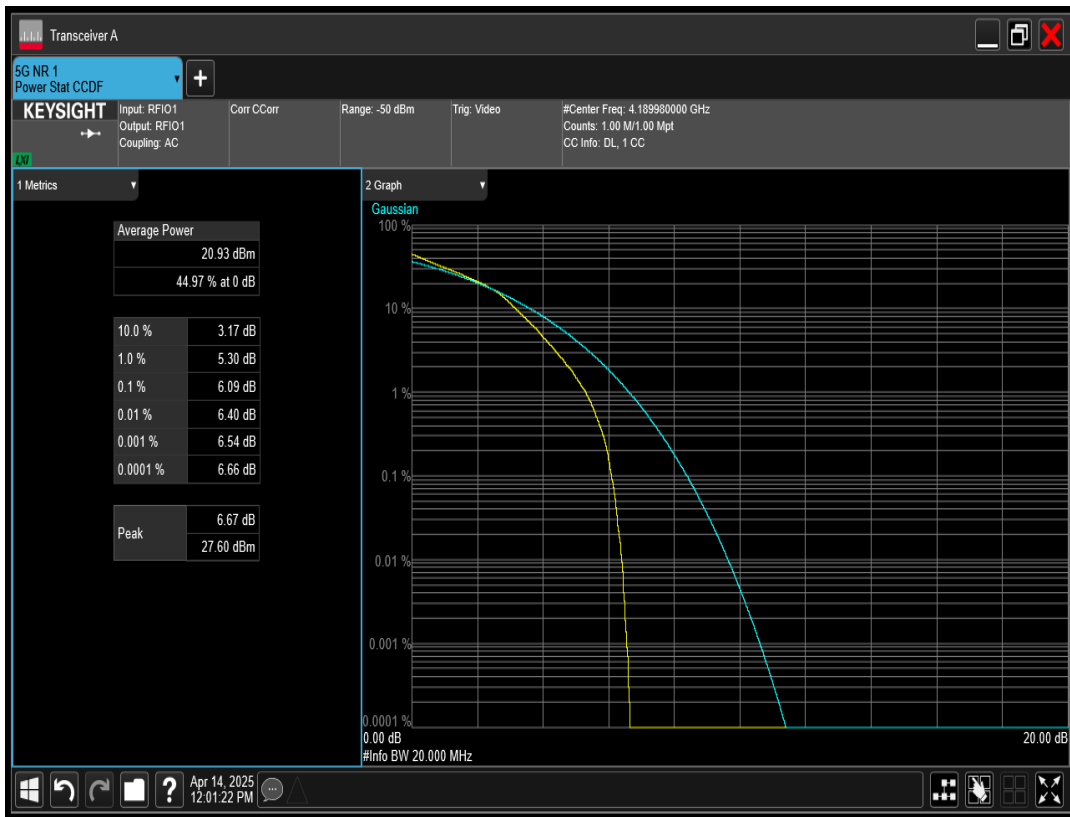 Transceiver A
5G NR 1
Power Stat CCDF
+
KEYSIGHT
LXI
Input: RFIO1
Output: RFIO1
Coupling: AC
Corr CCorr
Range: -50 dBm
Trig: Video
#Center Freq: 4.189980000 GHz
Counts: 1.00 M/1.00 Mpt
CC Info: DL, 1 CC
1 Metrics
Average Power
20.93 dBm
44.97 % at 0 dB
10.0 % 3.17 dB
1.0 % 5.30 dB
0.1 % 6.09 dB
0.01 % 6.40 dB
0.001 % 6.54 dB
0.0001 % 6.66 dB
Peak 6.67 dB
27.60 dBm
2 Graph
Gaussian
100 %
10 %
1 %
0.1 %
0.01 %
0.001 %
0.0001 %
0.00 dB 20.00 dB
#Info BW 20.000 MHz
?
Apr 14, 2025
12:01:22 PM